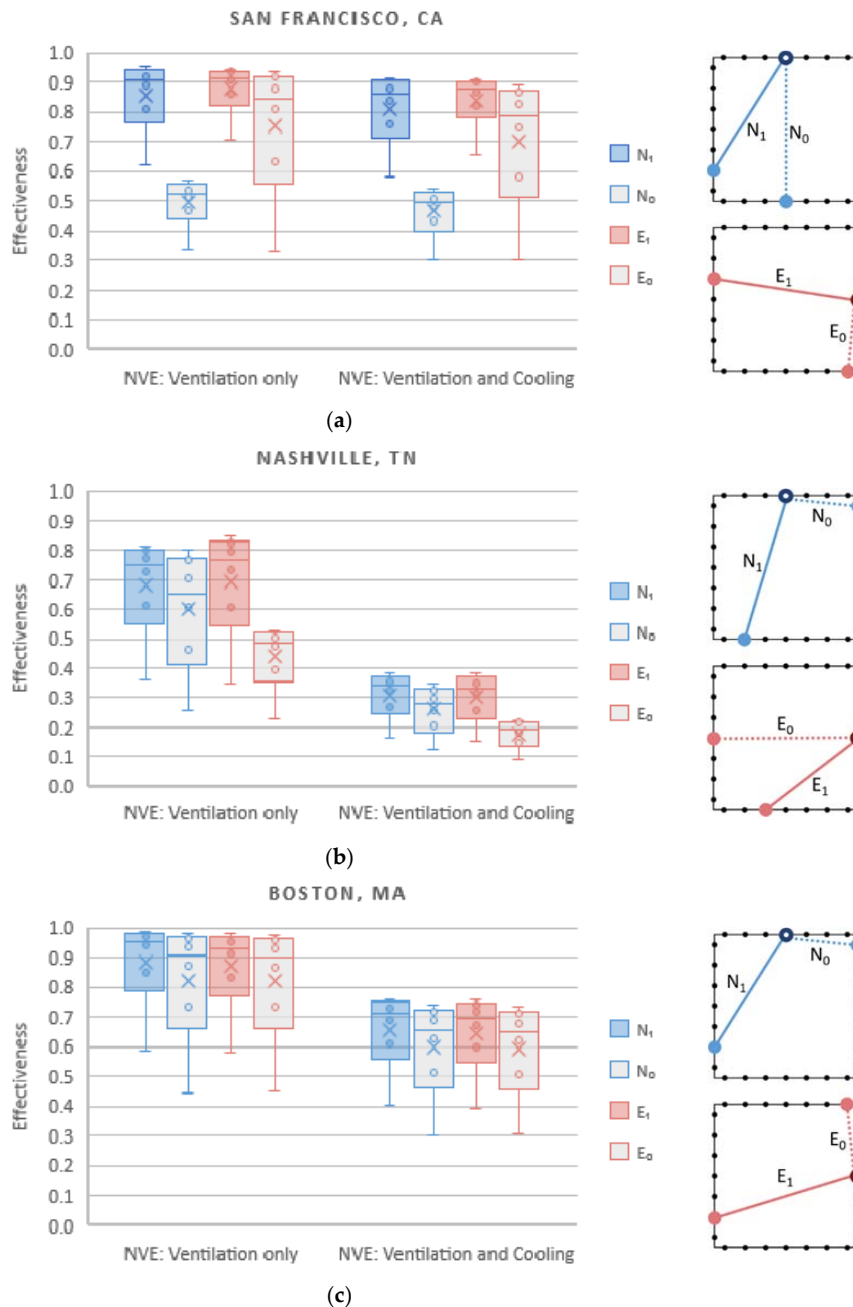 SAN FRANCISCO, CA
1.0
0.9
0.8
0.7
0.6
0.5
0.4
0.3
0.2
0.1
0.0
Effectiveness
NVE: Ventilation only NVE: Ventilation and Cooling
N₁
N₀
E₁
E₀
N₁ N₀
E₁
E₀
(a)
NASHVILLE, TN
1.0
0.9
0.8
0.7
0.6
0.5
0.4
0.3
0.2
0.1
0.0
Effectiveness
NVE: Ventilation only NVE: Ventilation and Cooling
N₁
N₀
E₁
E₀
N₀
N₁
E₀
E₁
(b)
BOSTON, MA
1.0
0.9
0.8
0.7
0.6
0.5
0.4
0.3
0.2
0.1
0.0
Effectiveness
NVE: Ventilation only NVE: Ventilation and Cooling
N₁
N₀
E₁
E₀
N₀
N₁
E₀
E₁
(c)